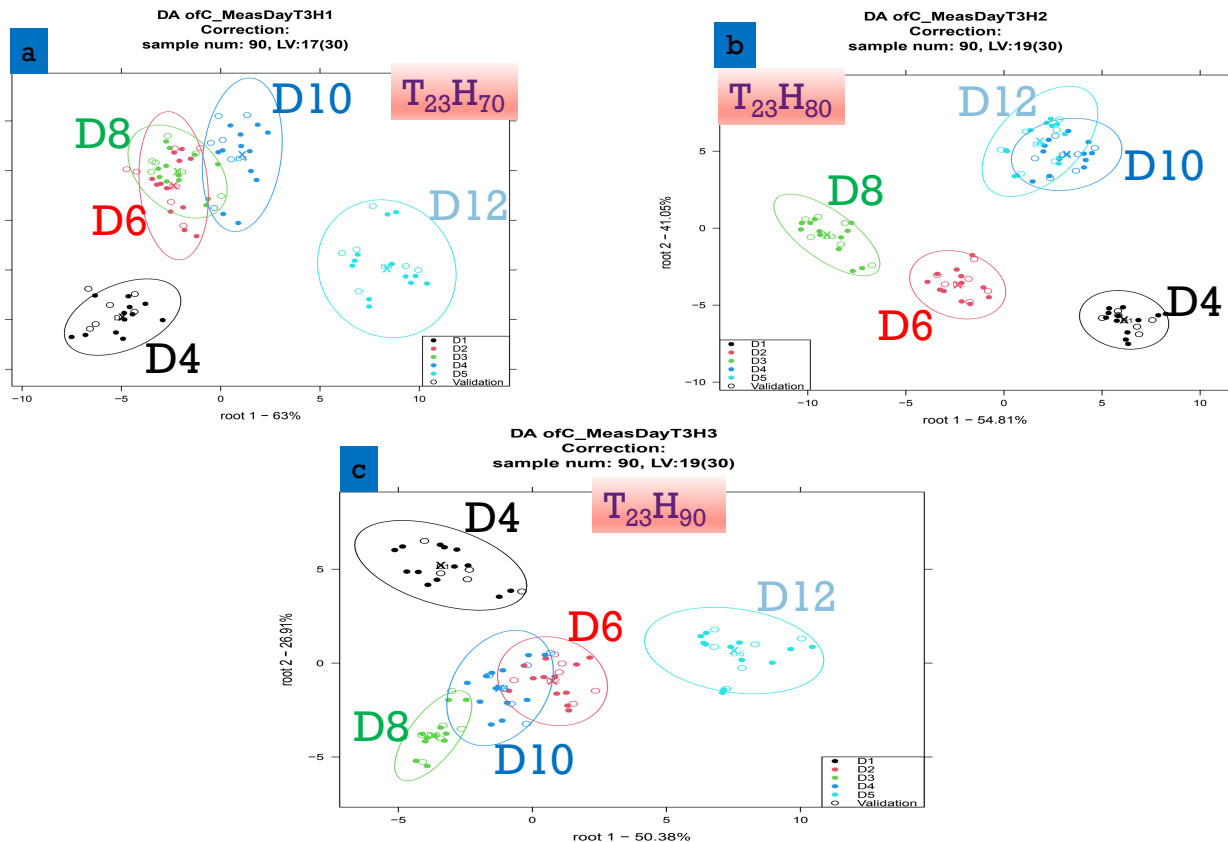 DA ofC_MeasDayT3H1
Correction:
sample num: 90, LV:17(30)
a
T23H70
D10
D8
D6
D12
D4
D1
D2
D3
D4
D5
Validation
−10
−5
0
5
10
root 1 − 63%
DA ofC_MeasDayT3H2
Correction:
sample num: 90, LV:19(30)
b
T23H80
D12
D10
D8
D6
D4
5
0
−5
−10
root 2 − 41.05%
D1
D2
D3
D4
D5
Validation
−10
−5
0
5
10
root 1 − 54.81%
DA ofC_MeasDayT3H3
Correction:
sample num: 90, LV:19(30)
c
T23H90
D4
D12
D6
D8
D10
5
0
−5
root 2 − 26.91%
D5
D1
D2
D3
D4
D5
Validation
−5
0
5
10
root 1 − 50.38%